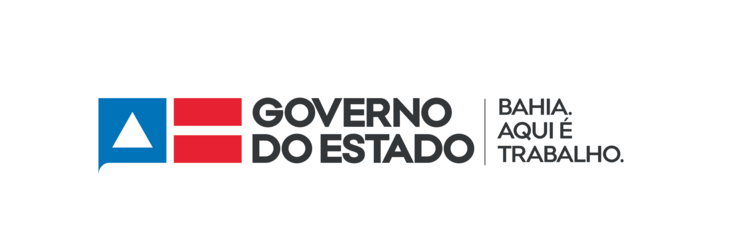 GOVERNO
DO ESTADO
BAHIA.
AQUI É
TRABALHO.